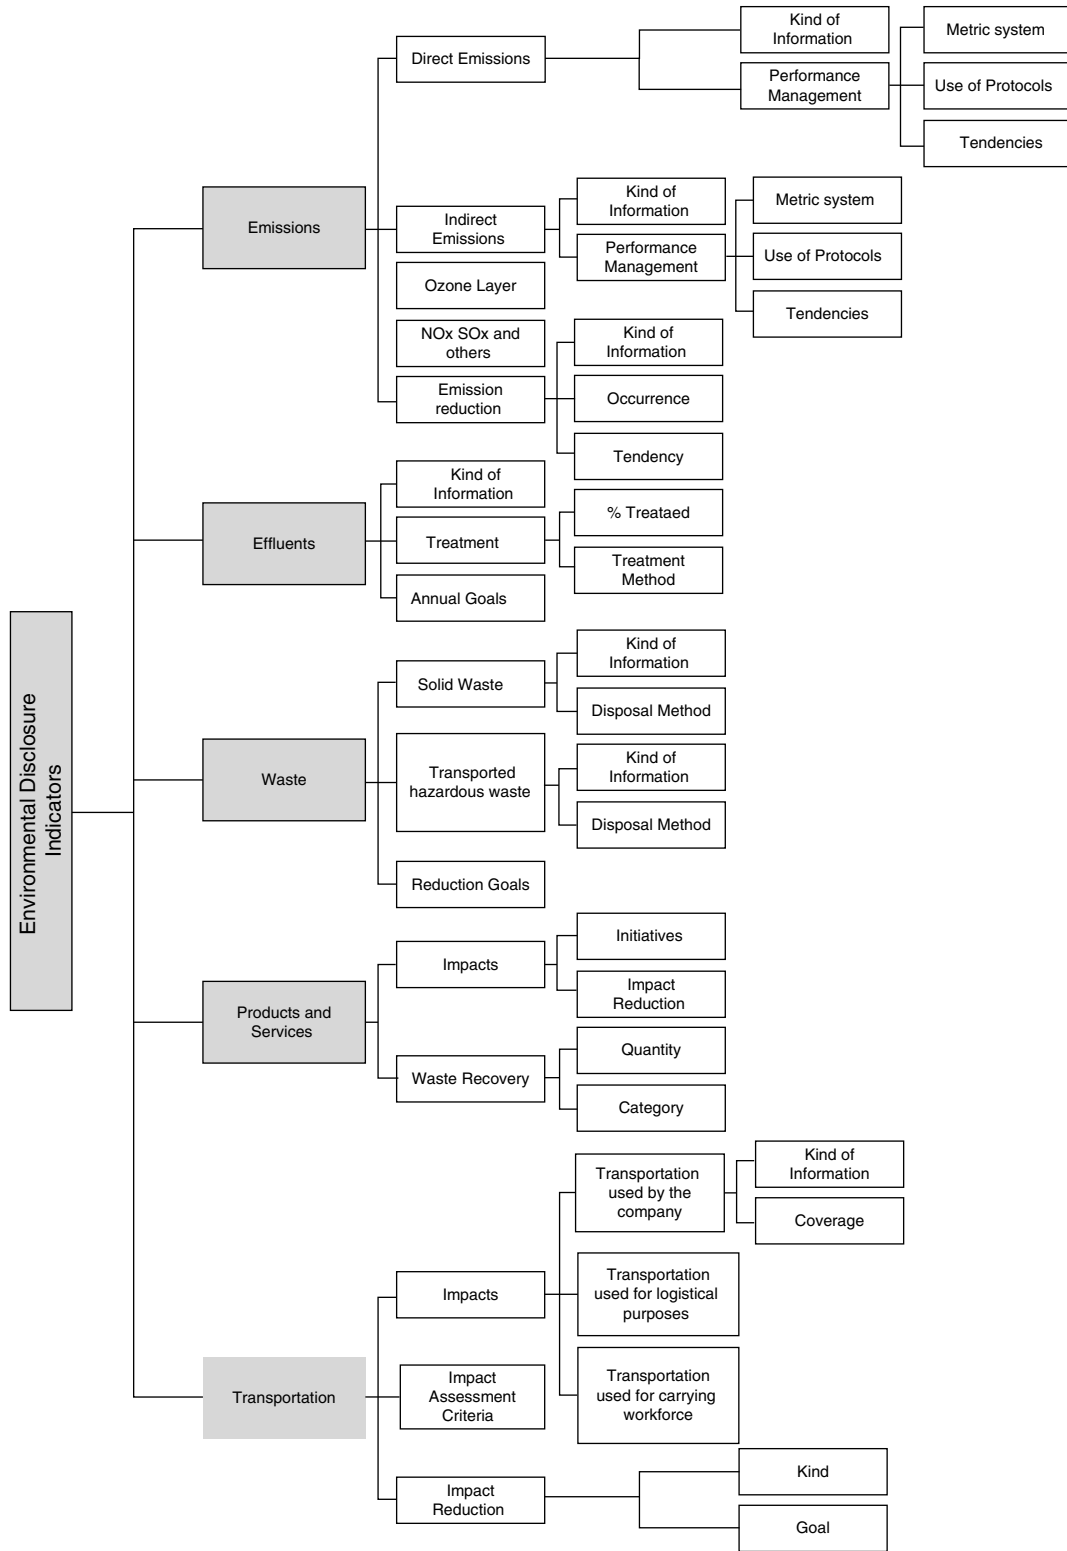 Environmental Disclosure
Indicators
Emissions
Direct Emissions
Kind of
Information
Performance
Management
Metric system
Use of Protocols
Tendencies
Indirect
Emissions
Kind of
Information
Performance
Management
Metric system
Use of Protocols
Tendencies
Ozone Layer
NOx SOx and
others
Emission
reduction
Kind of
Information
Occurrence
Tendency
Effluents
Kind of
Information
Treatment
% Treataed
Treatment
Method
Annual Goals
Waste
Solid Waste
Kind of
Information
Disposal Method
Transported
hazardous waste
Kind of
Information
Disposal Method
Reduction Goals
Products and
Services
Impacts
Initiatives
Impact
Reduction
Waste Recovery
Quantity
Category
Transportation
Impacts
Transportation
used by the
company
Kind of
Information
Coverage
Transportation
used for logistical
purposes
Transportation
used for carrying
workforce
Impact
Assessment
Criteria
Impact
Reduction
Kind
Goal